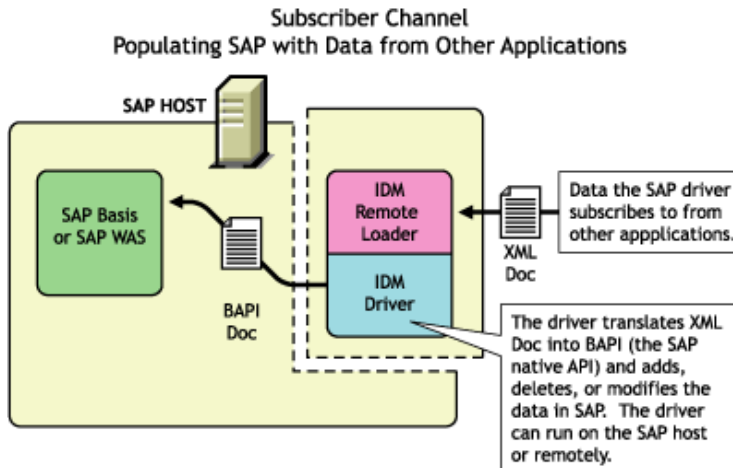 Subscriber Channel
Populating SAP with Data from Other Applications
SAP HOST
SAP Basis
or SAP WAS
BAPI
Doc
IDM
Remote
Loader
IDM
Driver
XML
Doc
Data the SAP driver
subscribes to from
other appplications.
The driver translates XML
Doc into BAPI (the SAP
native API) and adds,
deletes, or modifies the
data in SAP. The driver
can run on the SAP host
or remotely.